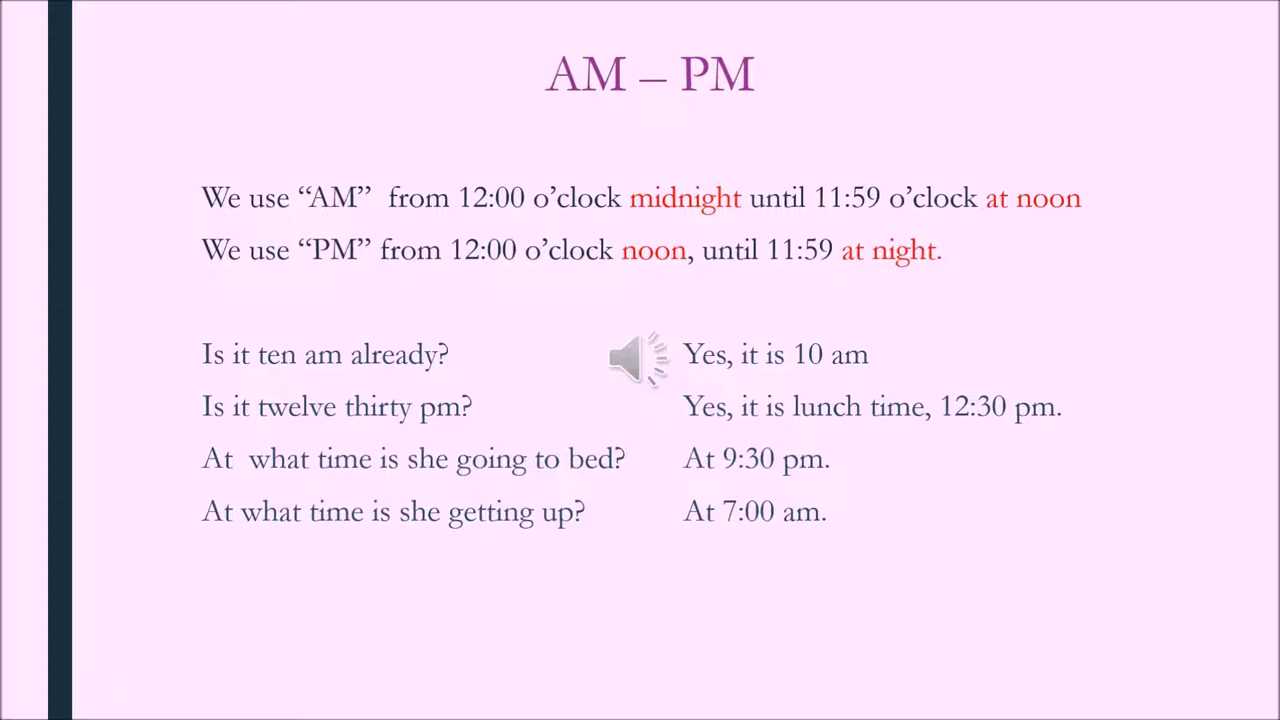 AM – PM
We use “AM”  from 12:00 o’clock midnight until 11:59 o’clock at noon
We use “PM” from 12:00 o’clock noon, until 11:59 at night.
Is it ten am already? Yes, it is 10 am
Is it twelve thirty pm? Yes, it is lunch time, 12:30 pm.
At  what time is she going to bed? At 9:30 pm.
At what time is she getting up? At 7:00 am.